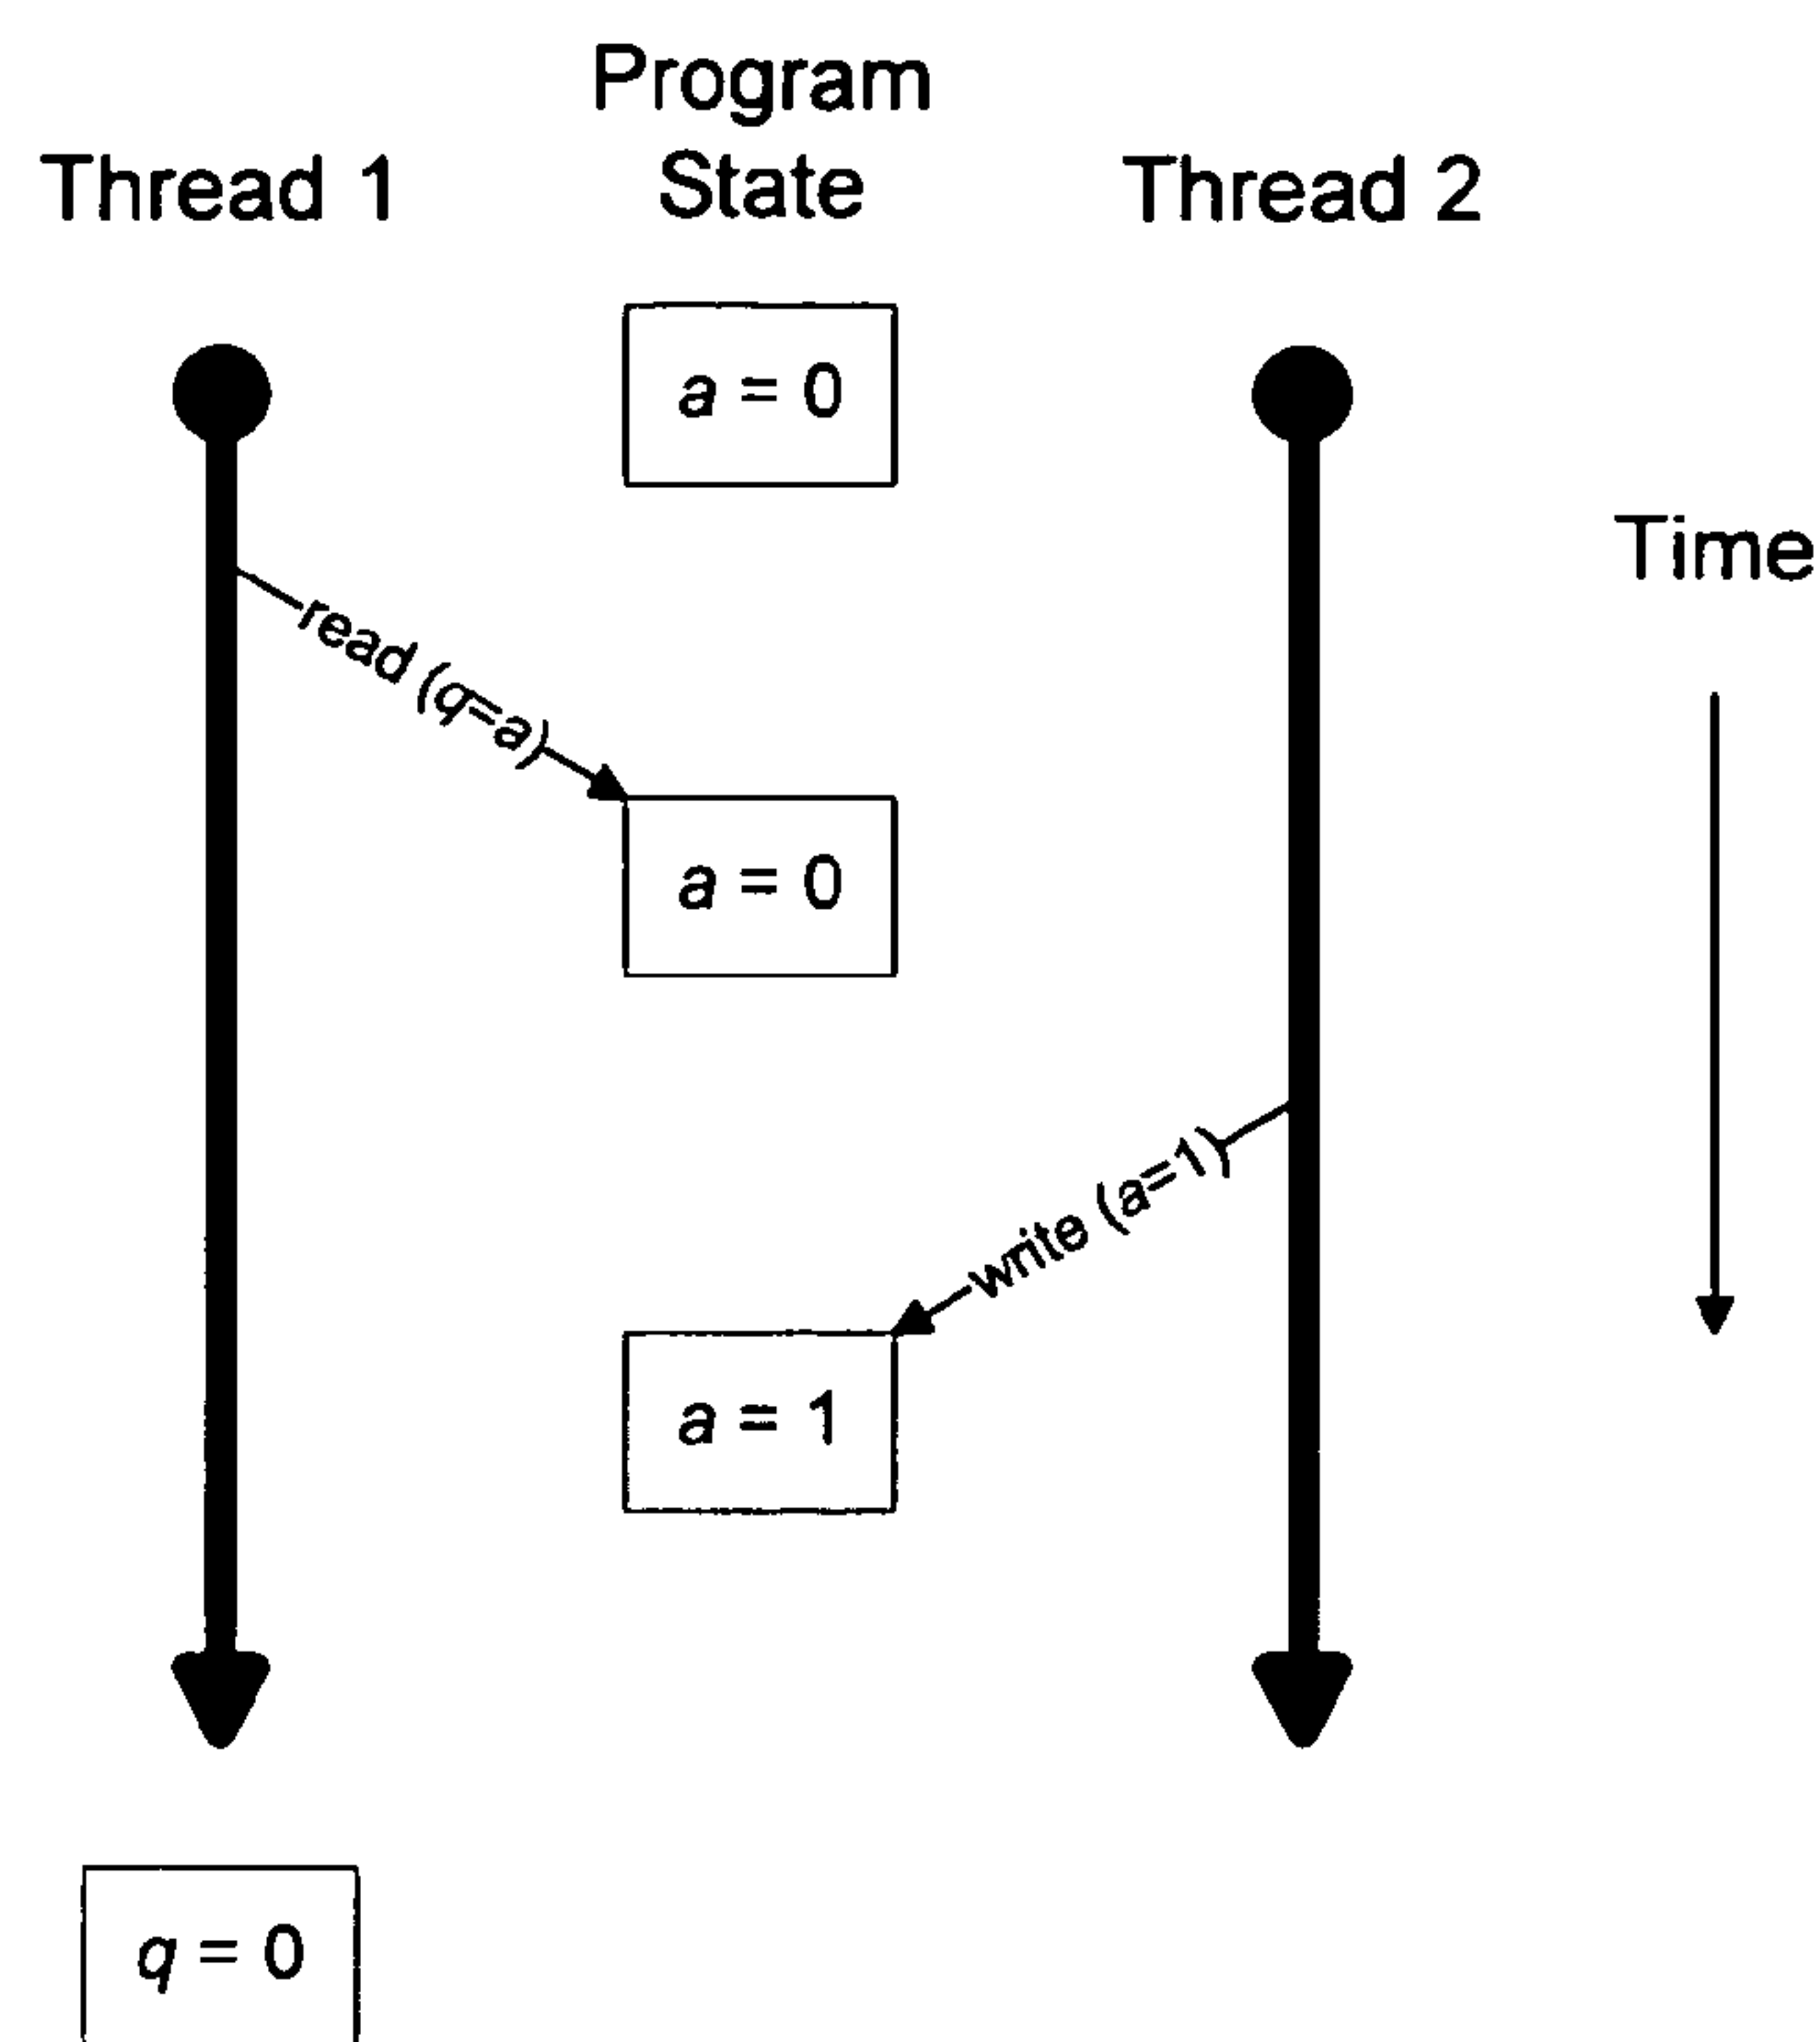 Program
State
Thread 1
Thread 2
a = 0
Time
read (q=a)
a = 0
write (a=1)
a = 1
q = 0